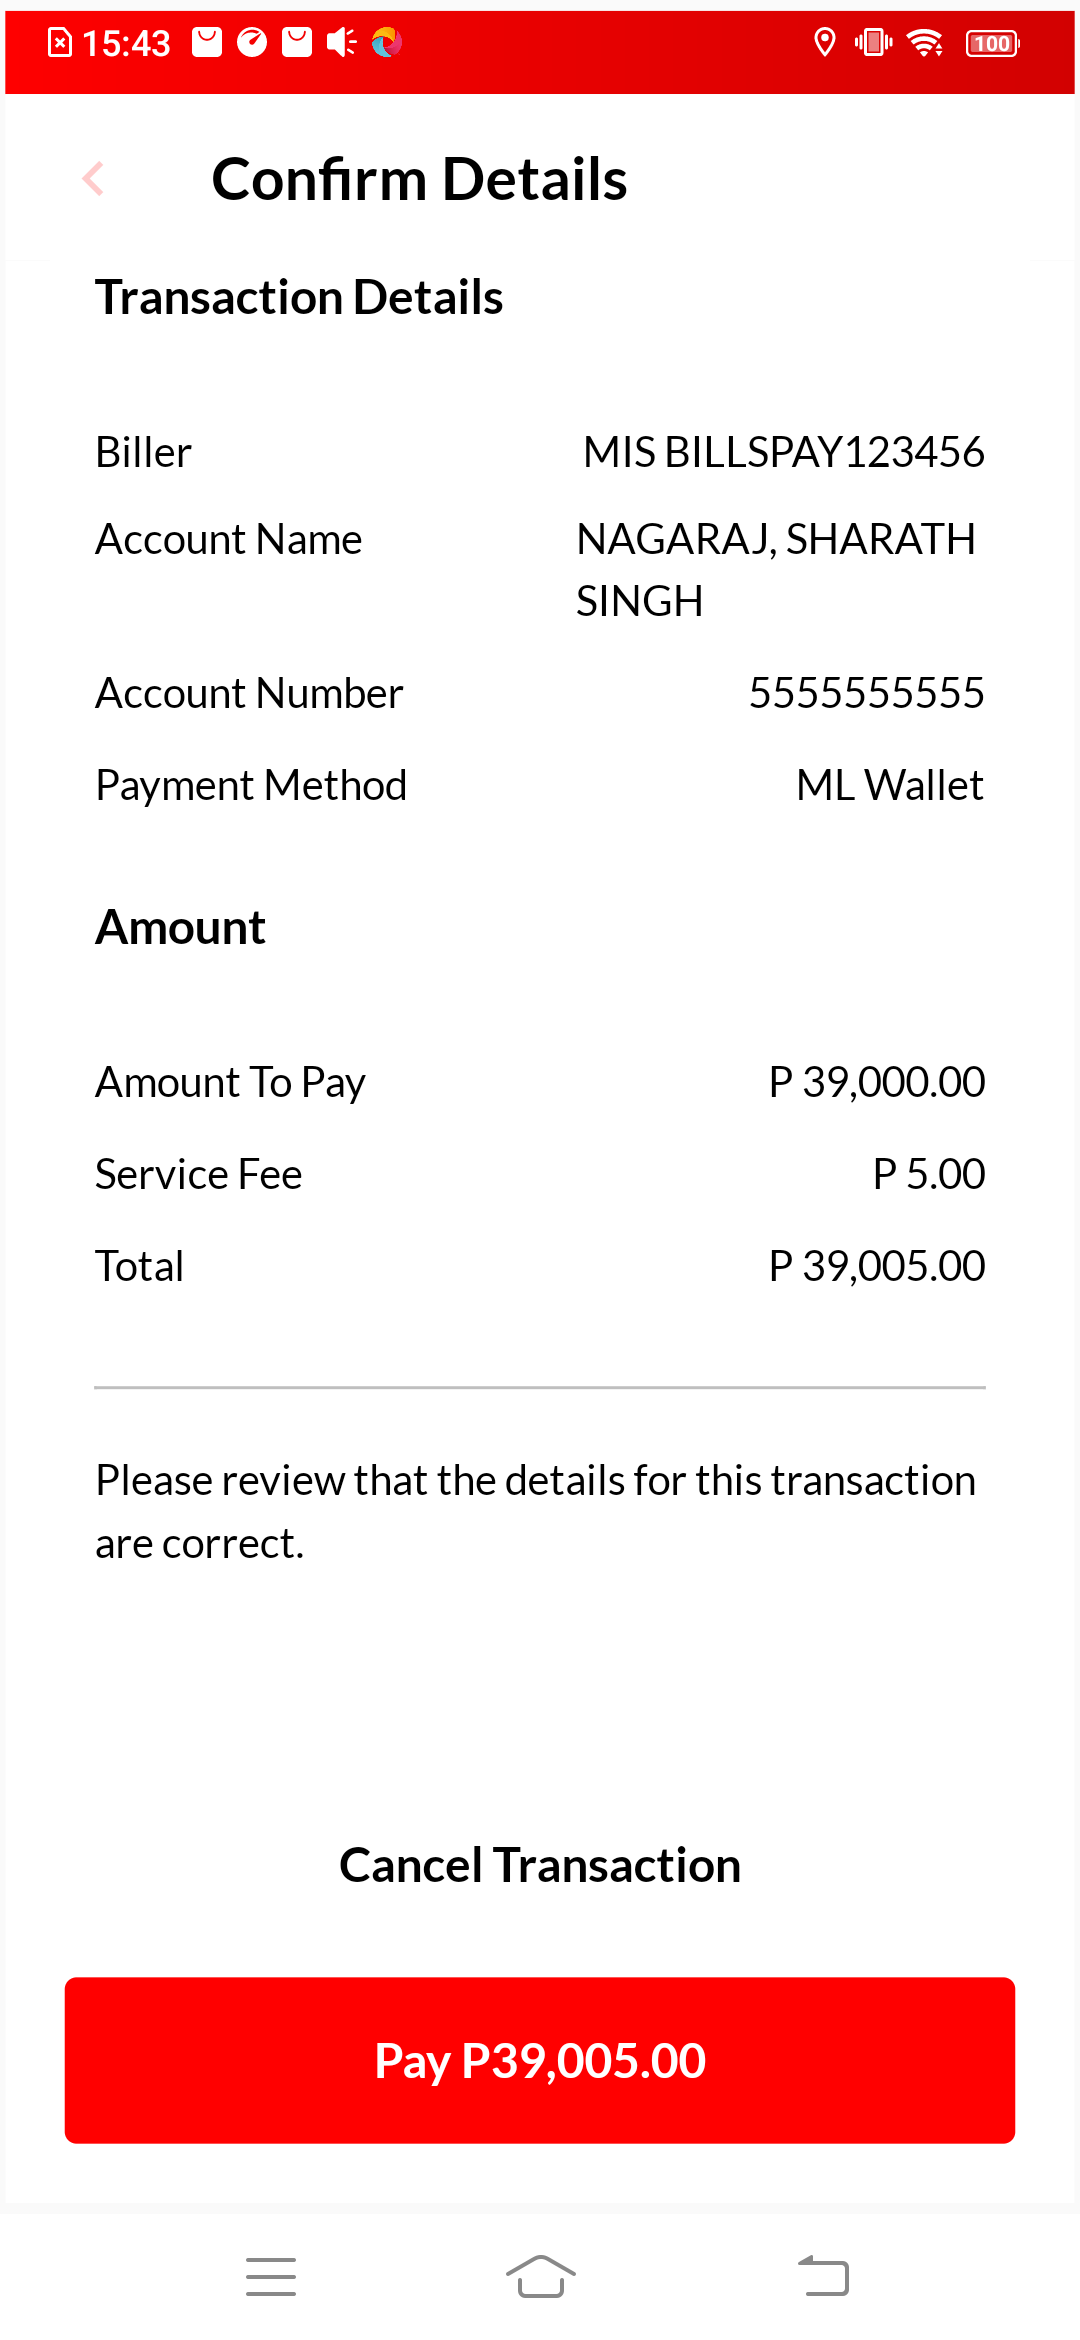 15:43
100
Confirm Details
Transaction Details
Biller MIS BILLSPAY123456
Account Name NAGARAJ, SHARATH
SINGH
Account Number 5555555555
Payment Method ML Wallet
Amount
Amount To Pay P 39,000.00
Service Fee P 5.00
Total P 39,005.00
Please review that the details for this transaction
are correct.
Cancel Transaction
Pay P39,005.00